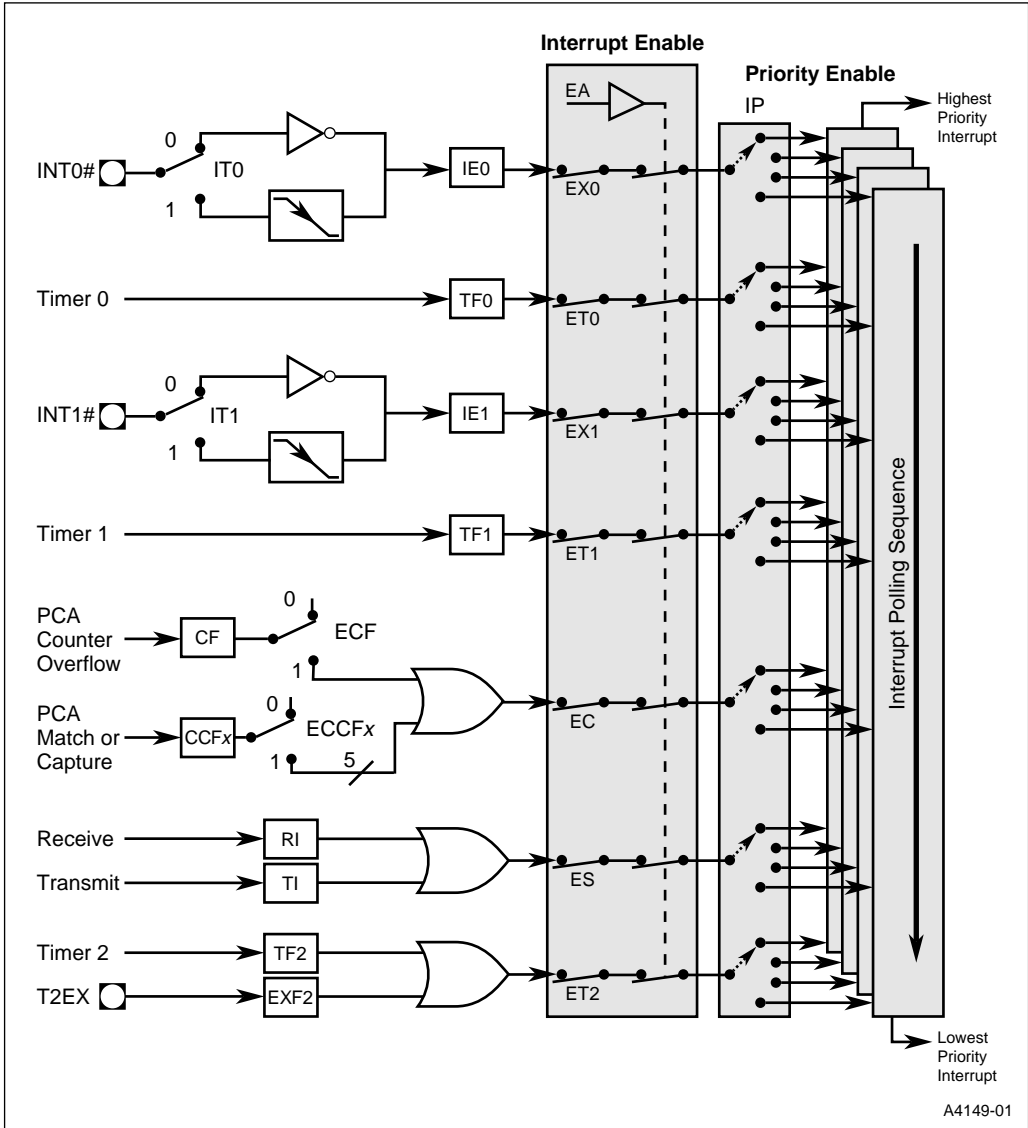 Interrupt Enable
Priority Enable
EA
IP
Highest
Priority
Interrupt
0
INT0#
IT0
1
IE0
EX0
Timer 0
TF0
ET0
0
INT1#
IT1
1
IE1
EX1
Timer 1
TF1
ET1
PCA
Counter
Overflow
CF
0
ECF
1
PCA
Match or
Capture
CCFx
0
ECCFx
1
5
EC
Receive
RI
Transmit
TI
ES
Timer 2
TF2
T2EX
EXF2
ET2
Interrupt Polling Sequence
Lowest
Priority
Interrupt
A4149-01